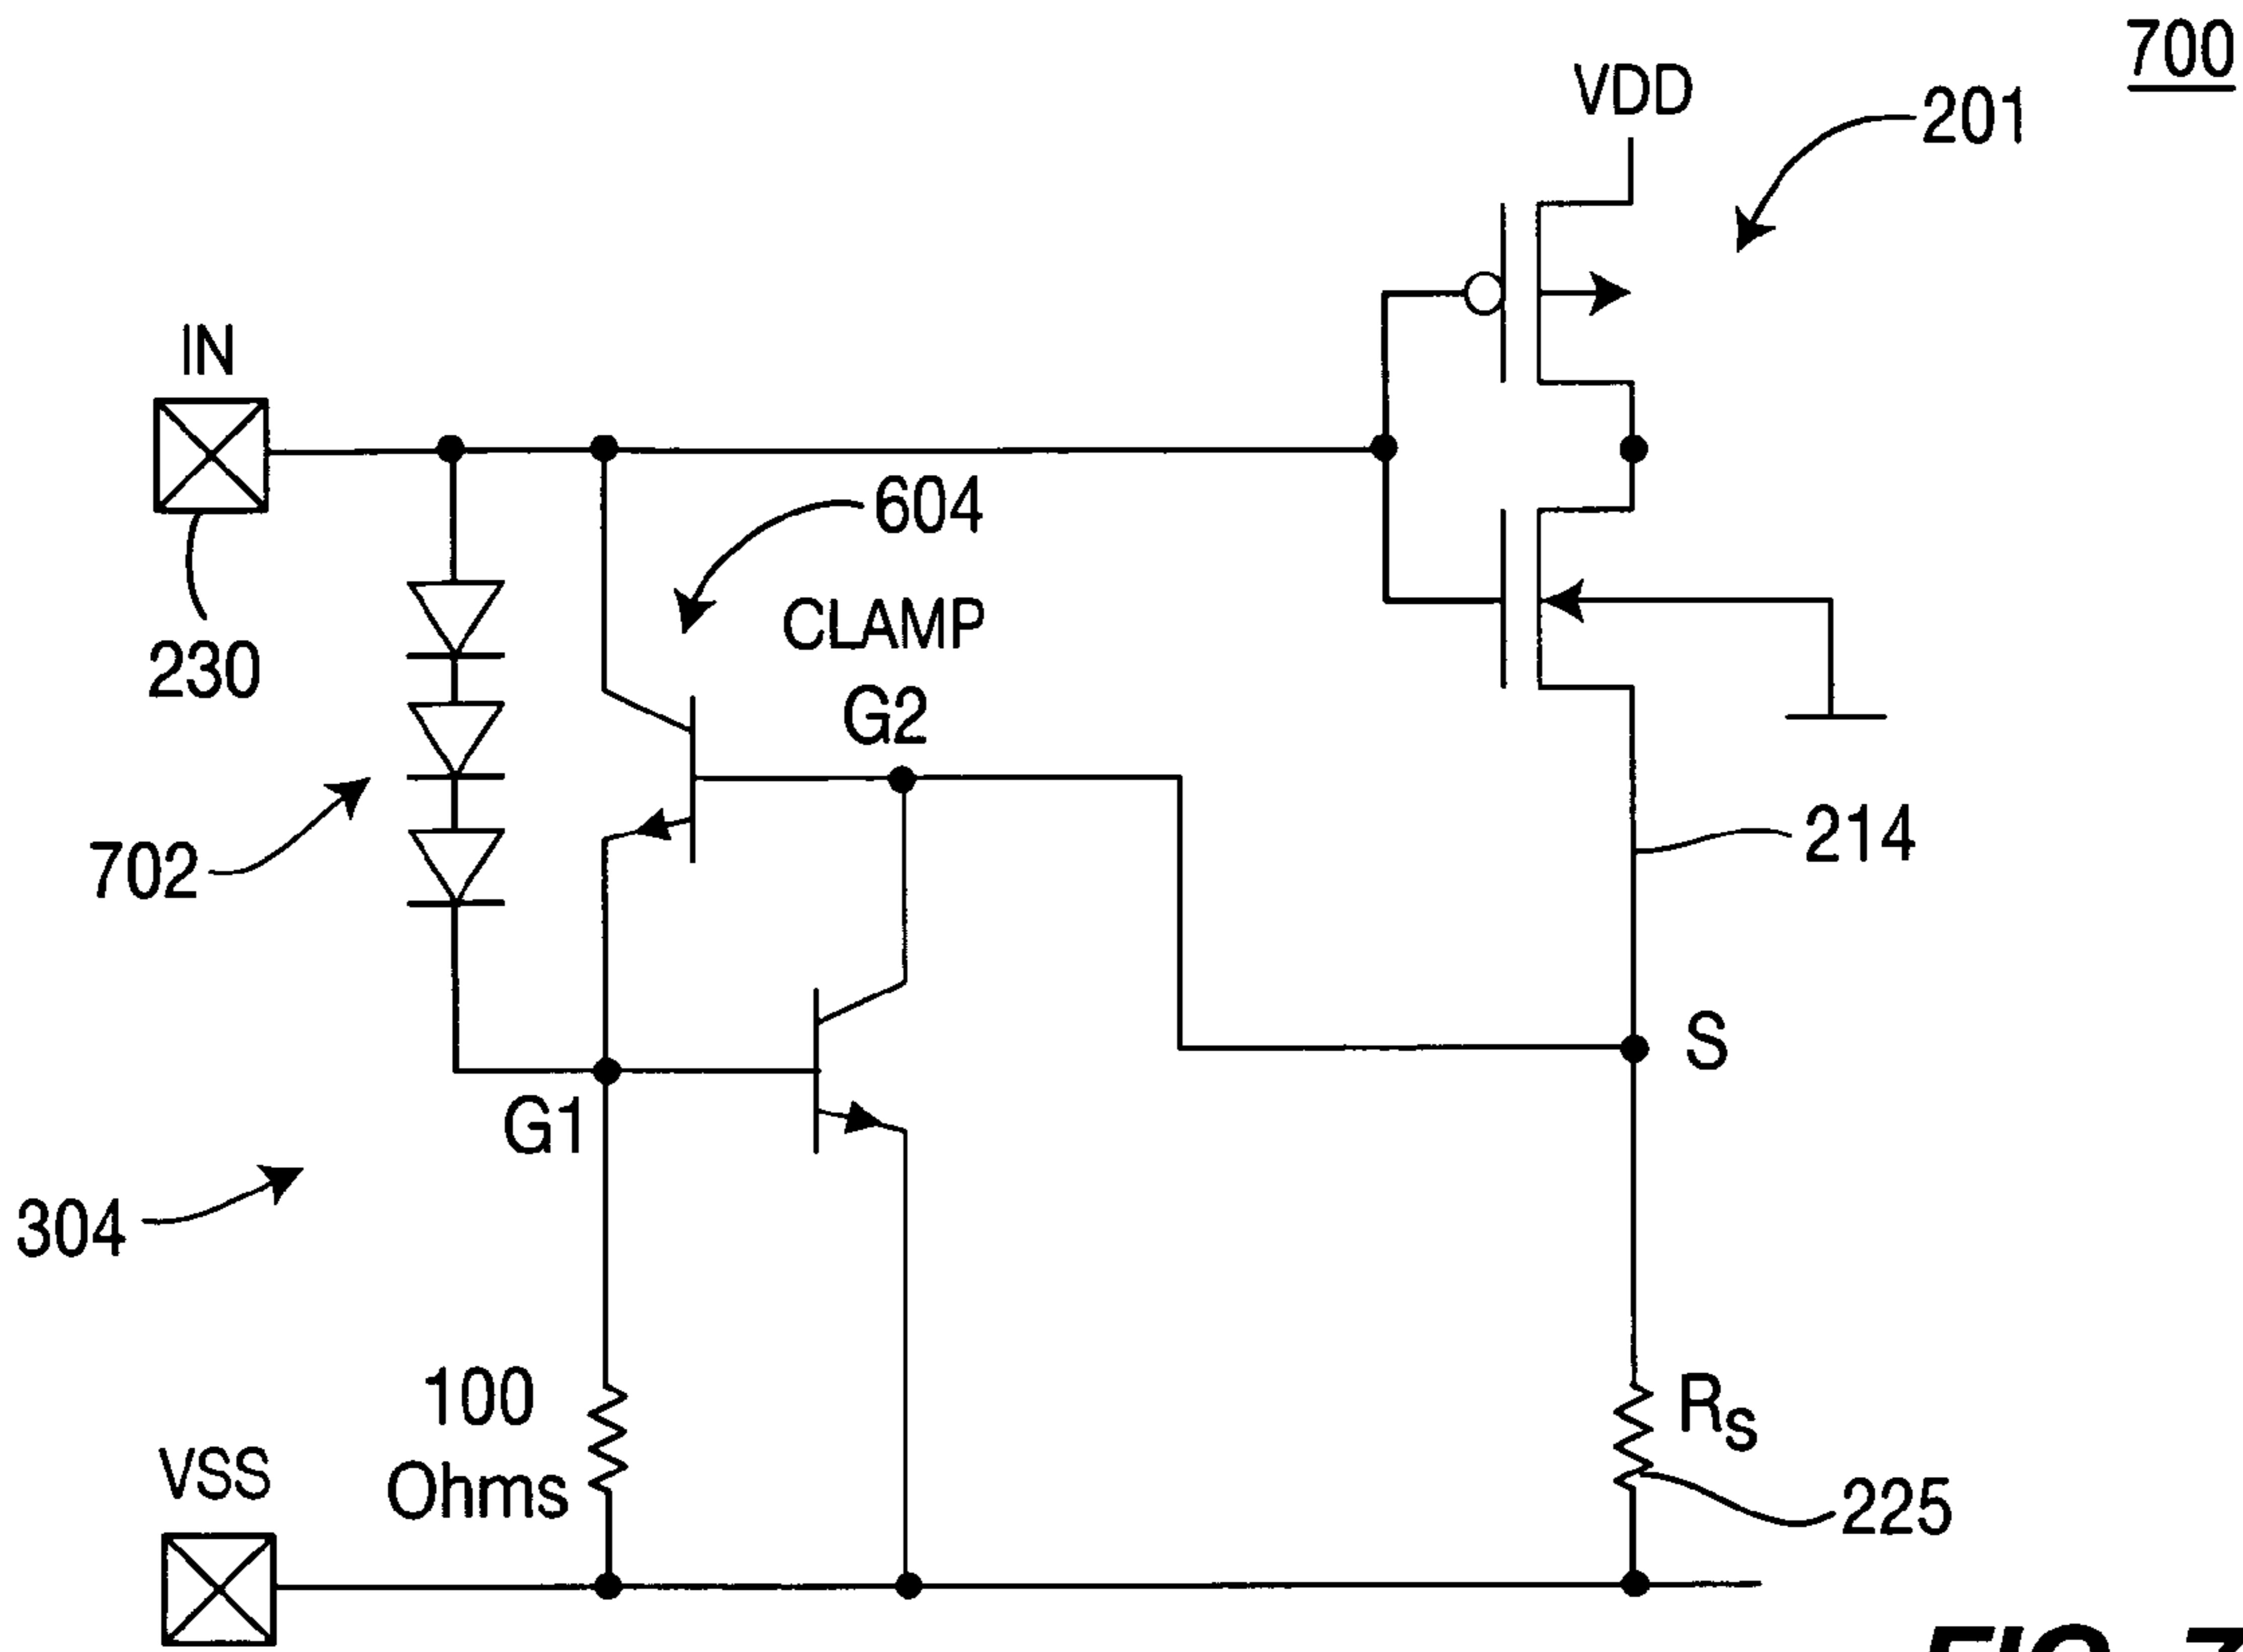 700
VDD
201
IN
604
CLAMP
G2
230
702
214
S
G1
304
100
Ohms
RS
VSS
225